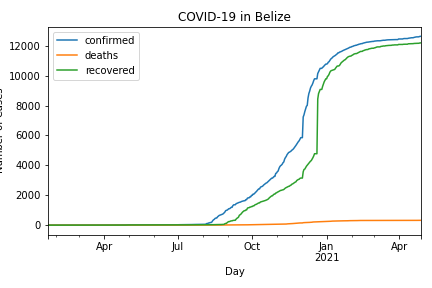 COVID-19 in Belize
confirmed
deaths
recovered
12000
10000
8000
6000
4000
2000
0
Apr
Jul
Oct
Jan
2021
Apr
Day